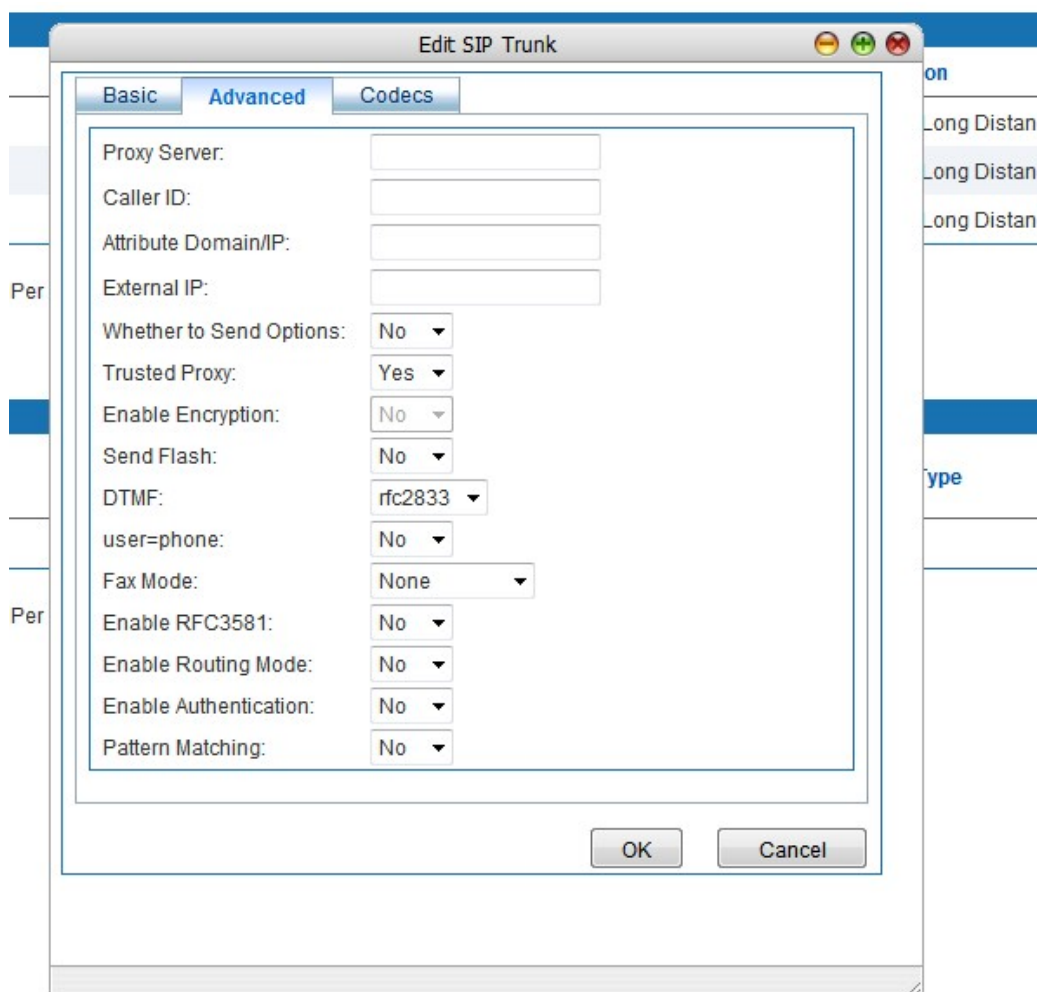 Edit SIP Trunk
Basic Advanced Codecs
on
Long Distan
Long Distan
Long Distan
Per
Proxy Server:
Caller ID:
Attribute Domain/IP:
External IP:
Whether to Send Options: No
Trusted Proxy: Yes
Enable Encryption: No
Send Flash: No
DTMF: rfc2833
user=phone: No
Fax Mode: None
Enable RFC3581: No
Enable Routing Mode: No
Enable Authentication: No
Pattern Matching: No
ype
Per
OK Cancel